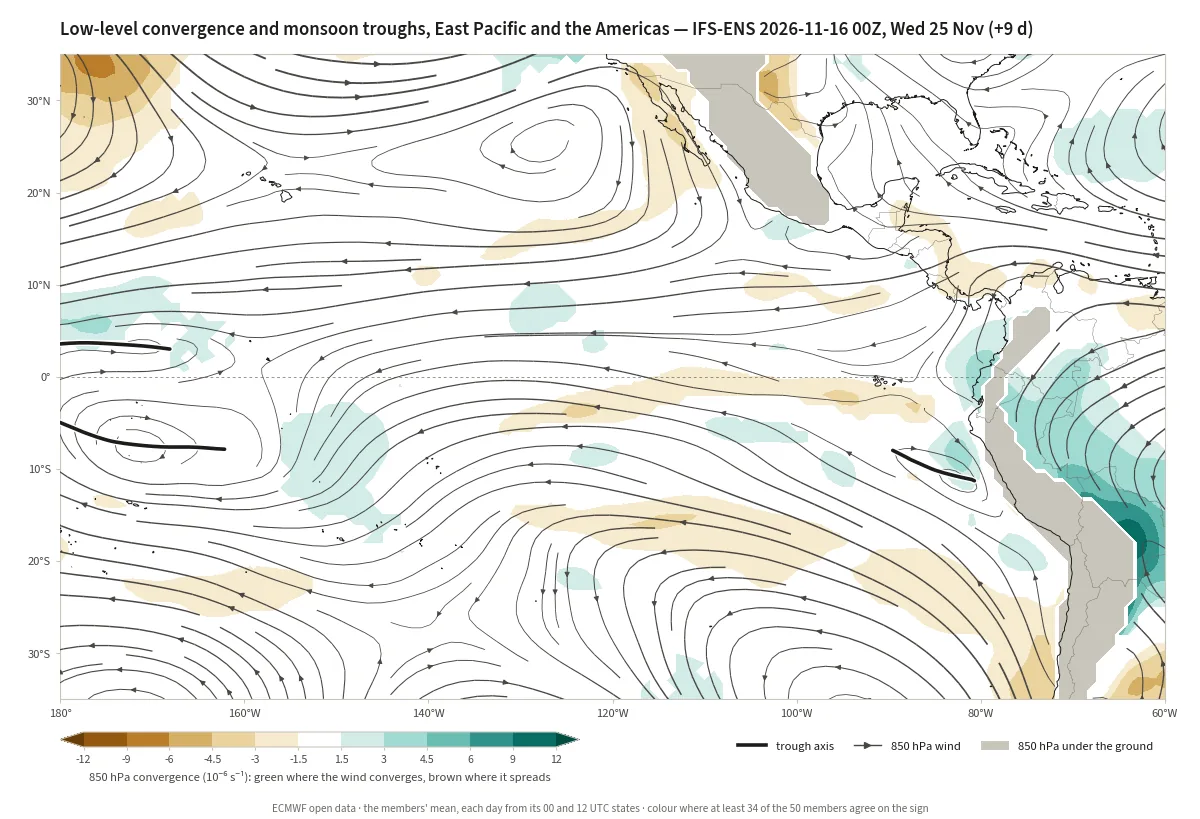 Low-level convergence and monsoon troughs, East Pacific and the Americas — IFS-ENS 2026-11-16 00Z, Wed 25 Nov (+9 d)
30°N
20°N
10°N
0°
10°S
20°S
30°S
180° 160°W 140°W 120°W 100°W 80°W 60°W
-12 -9 -6 -4.5 -3 -1.5 1.5 3 4.5 6 9 12
850 hPa convergence (10⁻⁶ s⁻¹): green where the wind converges, brown where it spreads
trough axis 850 hPa wind 850 hPa under the ground
ECMWF open data · the members' mean, each day from its 00 and 12 UTC states · colour where at least 34 of the 50 members agree on the sign